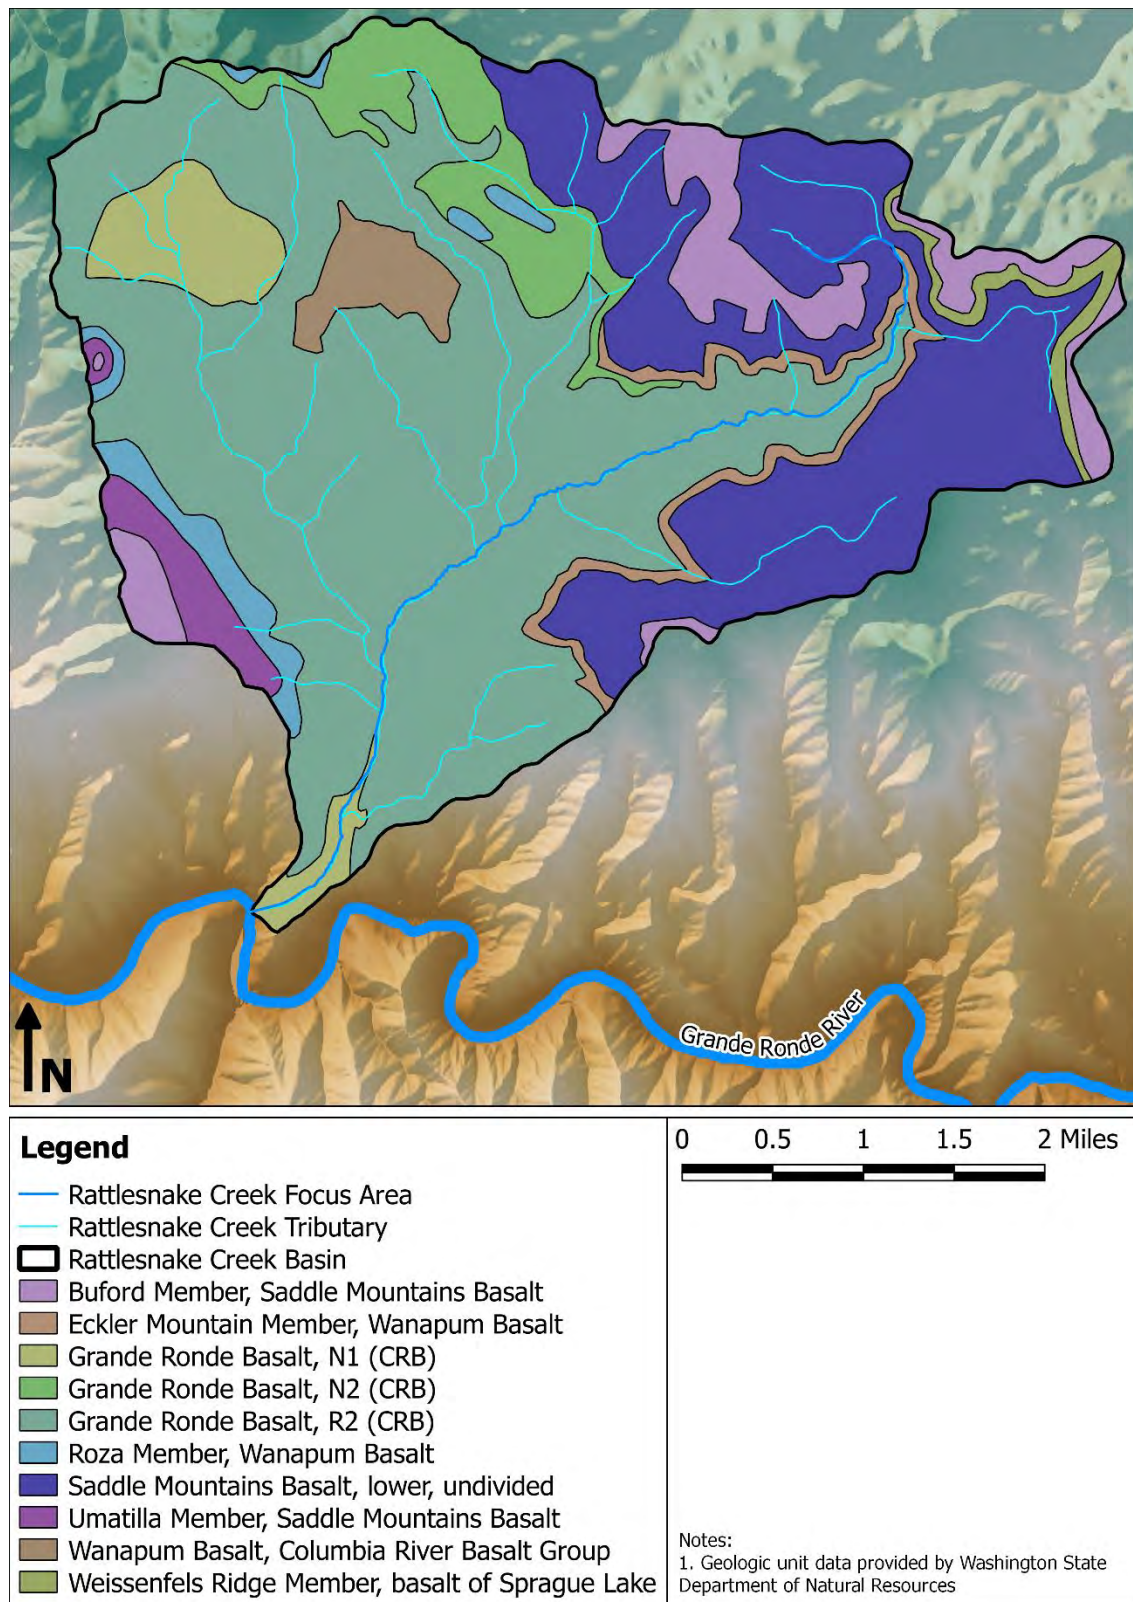 Grande Ronde River
N
Legend
Rattlesnake Creek Focus Area
Rattlesnake Creek Tributary
Rattlesnake Creek Basin
Buford Member, Saddle Mountains Basalt
Eckler Mountain Member, Wanapum Basalt
Grande Ronde Basalt, N1 (CRB)
Grande Ronde Basalt, N2 (CRB)
Grande Ronde Basalt, R2 (CRB)
Roza Member, Wanapum Basalt
Saddle Mountains Basalt, lower, undivided
Umatilla Member, Saddle Mountains Basalt
Wanapum Basalt, Columbia River Basalt Group
Weissenfels Ridge Member, basalt of Sprague Lake
0 0.5 1 1.5 2 Miles
Notes:
1. Geologic unit data provided by Washington State
Department of Natural Resources